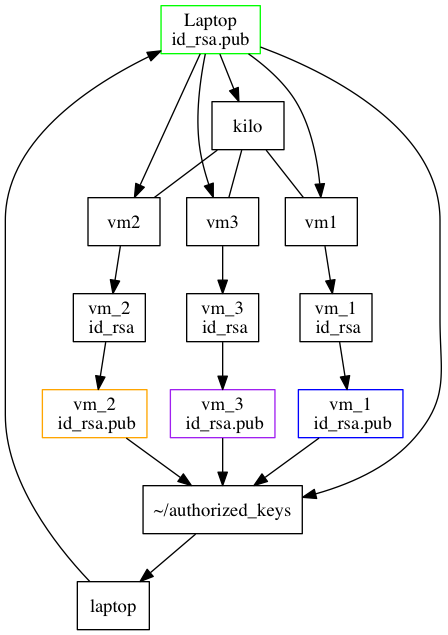 Laptop
id_rsa.pub
kilo
vm2
vm3
vm1
vm_2
id_rsa
vm_3
id_rsa
vm_1
id_rsa
vm_2
id_rsa.pub
vm_3
id_rsa.pub
vm_1
id_rsa.pub
~/authorized_keys
laptop